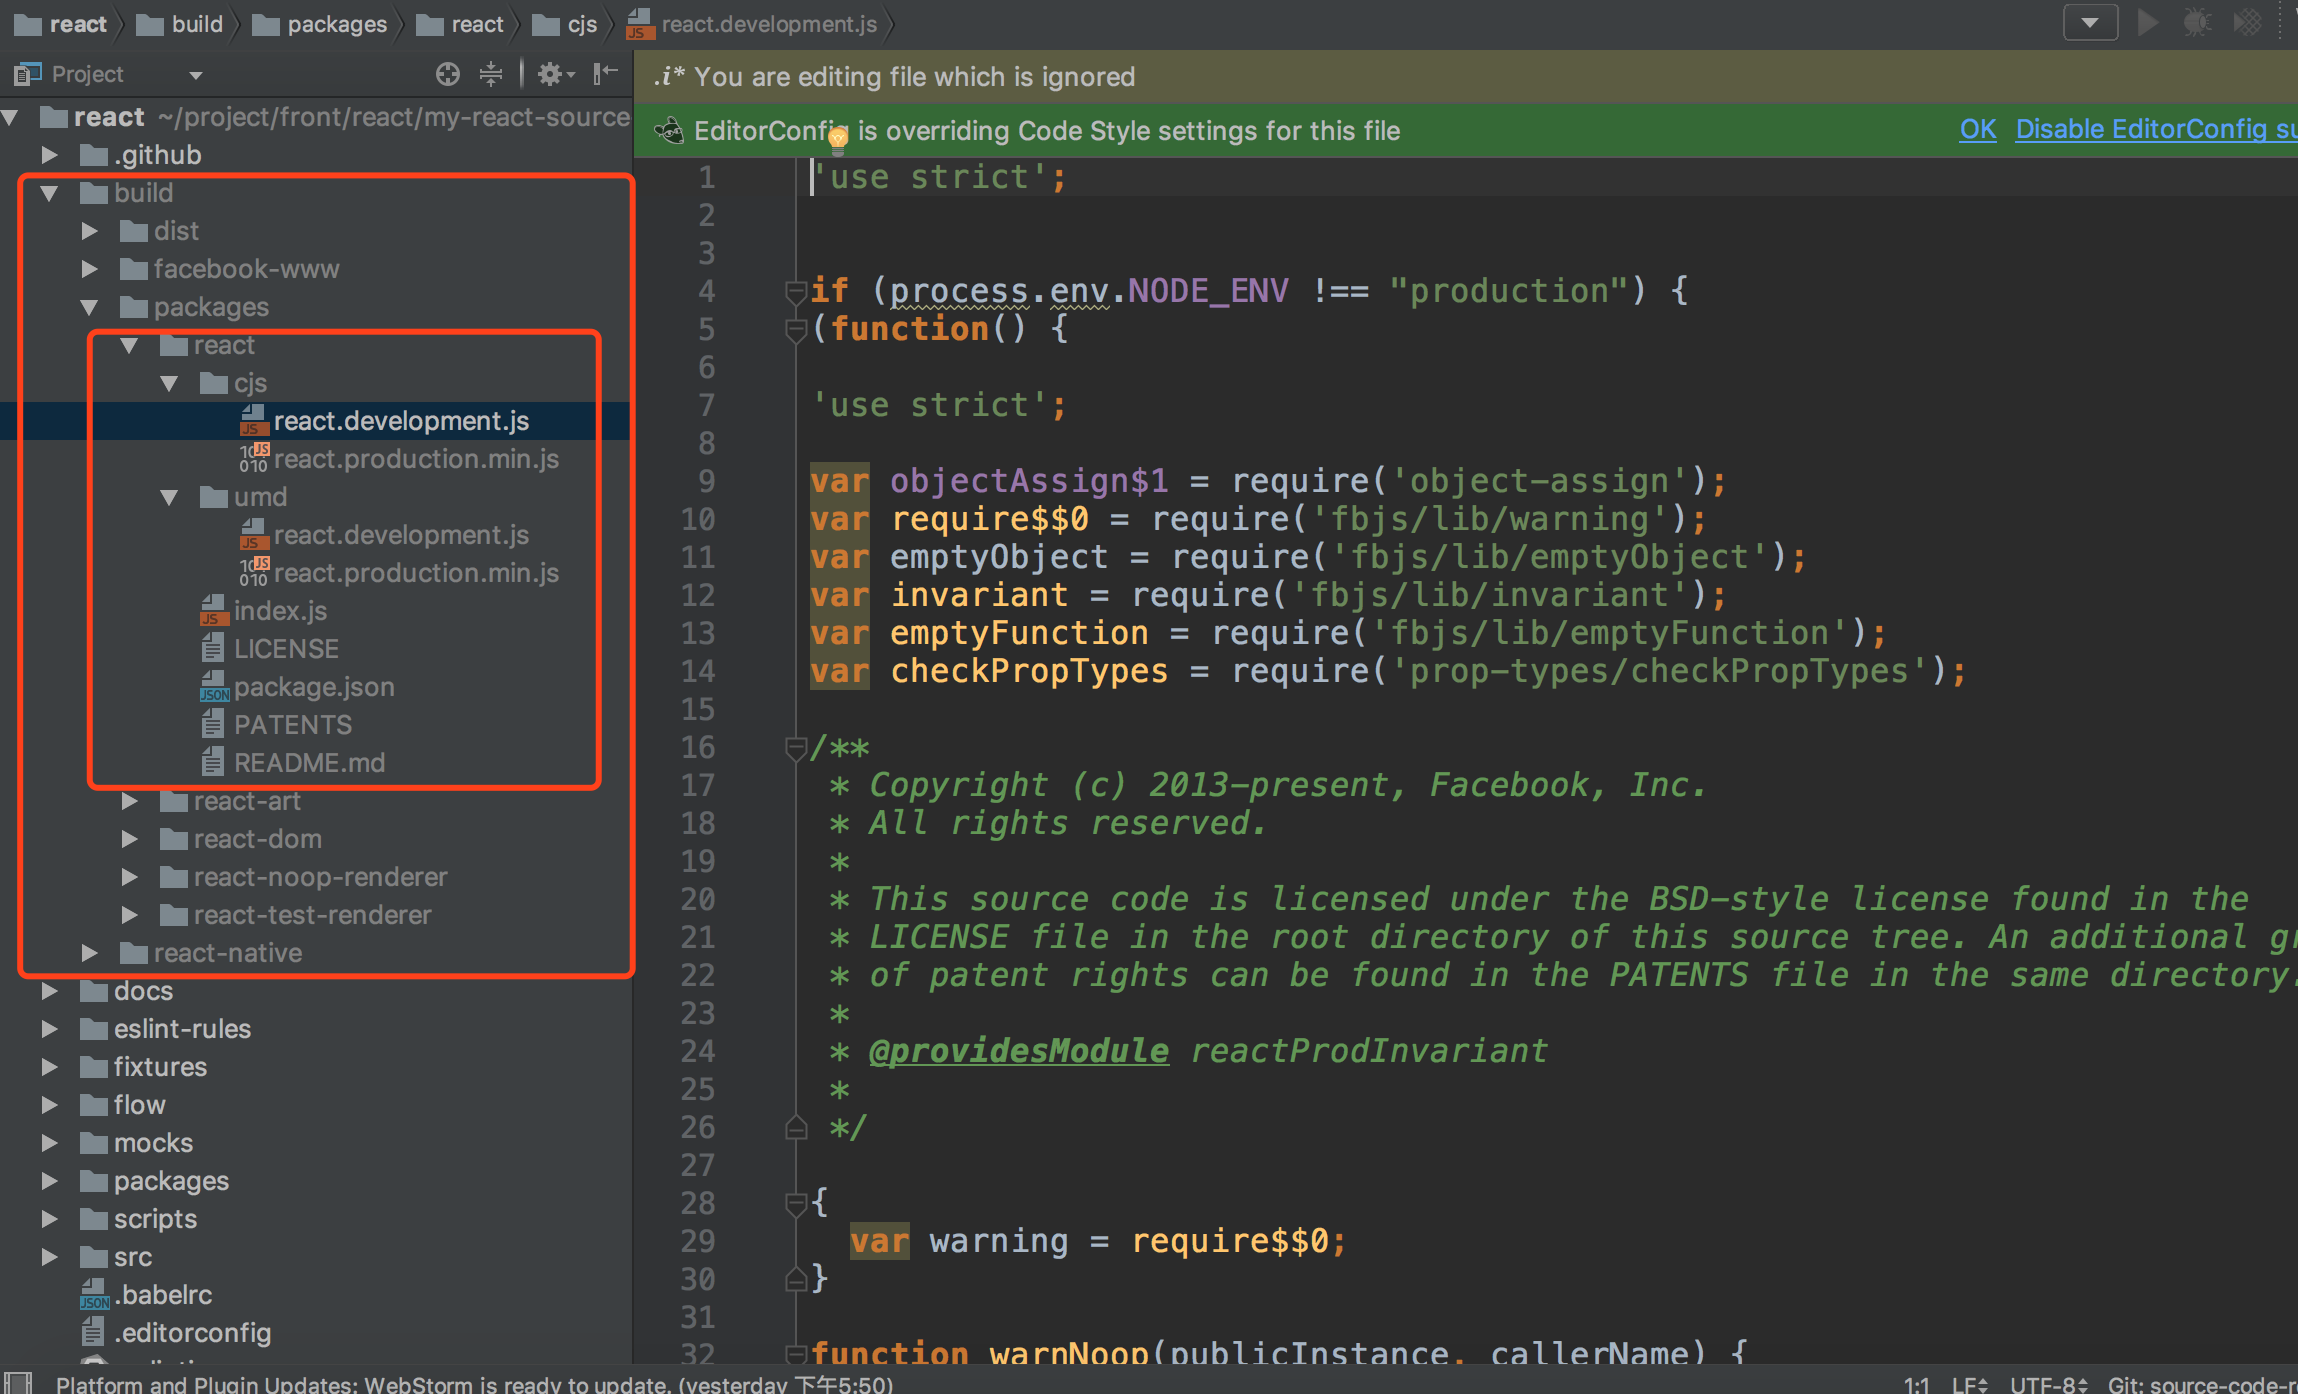 react build packages react cjs react.development.js
Project
react ~/project/front/react/my-react-source-
.github
build
dist
facebook-www
packages
react
cjs
react.development.js
react.production.min.js
umd
react.development.js
react.production.min.js
index.js
LICENSE
package.json
PATENTS
README.md
react-art
react-dom
react-noop-renderer
react-test-renderer
react-native
docs
eslint-rules
fixtures
flow
mocks
packages
scripts
src
.babelrc
.editorconfig
.i* You are editing file which is ignored
EditorConfig is overriding Code Style settings for this file OK Disable EditorConfig su
1 'use strict';
2
3
4 if (process.env.NODE_ENV !== "production") {
5 (function() {
6
7 'use strict';
8
9 var objectAssign$1 = require('object-assign');
10 var require$$0 = require('fbjs/lib/warning');
11 var emptyObject = require('fbjs/lib/emptyObject');
12 var invariant = require('fbjs/lib/invariant');
13 var emptyFunction = require('fbjs/lib/emptyFunction');
14 var checkPropTypes = require('prop-types/checkPropTypes');
15
16 /**
17 * Copyright (c) 2013-present, Facebook, Inc.
18 * All rights reserved.
19 *
20 * This source code is licensed under the BSD-style license found in the
21 * LICENSE file in the root directory of this source tree. An additional gr
22 * of patent rights can be found in the PATENTS file in the same directory.
23 *
24 * @providesModule reactProdInvariant
25 *
26 */
27
28 {
29 var warning = require$$0;
30 }
31
32 function warnNoop(publicInstance, callerName) {
Platform and Plugin Updates: WebStorm is ready to update. (yesterday 下午5:50) 1:1 LF UTF-8 Git: source-code-r